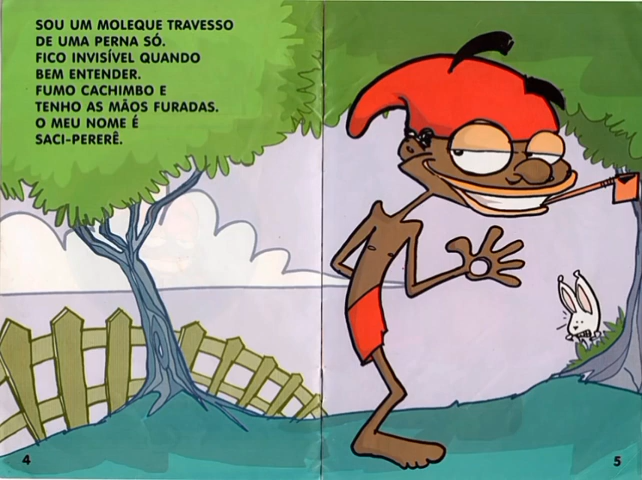 SOU UM MOLEQUE TRAVESSO
DE UMA PERNA SÓ.
FICO INVISÍVEL QUANDO
BEM ENTENDER.
FUMO CACHIMBO E
TENHO AS MÃOS FURADAS.
O MEU NOME É
SACI-PERERÊ.
4
5